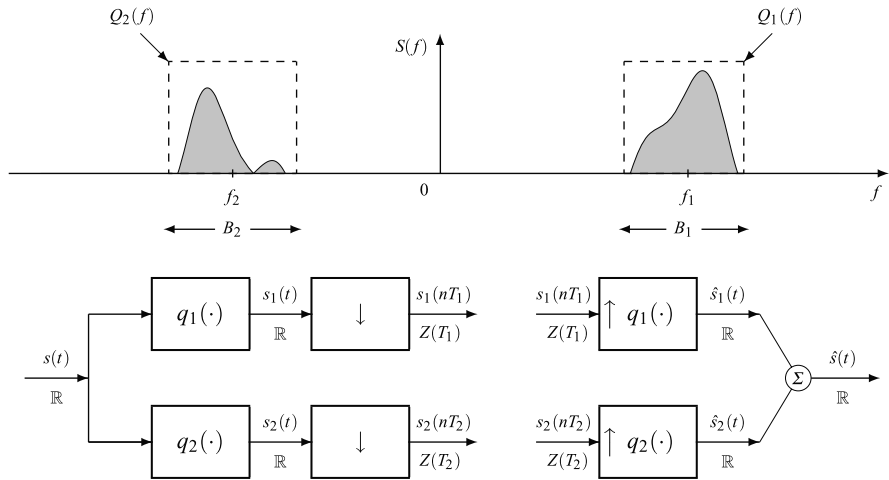 Q₂(f)
S(f)
Q₁(f)
f₂
0
f₁
f
B₂
B₁
s(t)
ℝ
q₁(·)
s₁(t)
ℝ
↓
s₁(nT₁)
Z(T₁)
q₂(·)
s₂(t)
ℝ
↓
s₂(nT₂)
Z(T₂)
s₁(nT₁)
Z(T₁)
↑ q₁(·)
ŝ₁(t)
ℝ
s₂(nT₂)
Z(T₂)
↑ q₂(·)
ŝ₂(t)
ℝ
Σ
ŝ(t)
ℝ